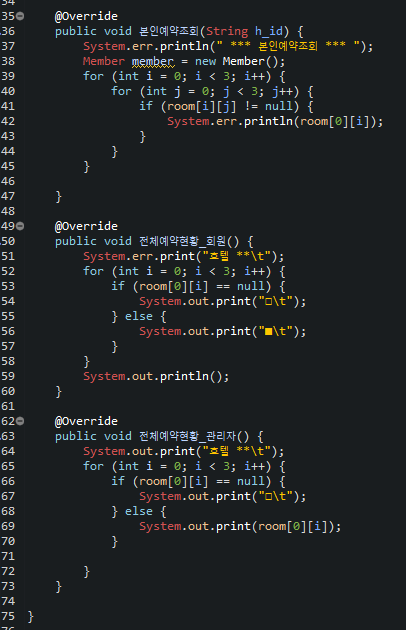 34
35 @Override
36 public void 본인예약조회(String h_id) {
37 System.err.println(" *** 본인예약조회 *** ");
38 Member member = new Member();
39 for (int i = 0; i < 3; i++) {
40 for (int j = 0; j < 3; j++) {
41 if (room[i][j] != null) {
42 System.err.println(room[0][i]);
43 }
44 }
45 }
46
47 }
48
49 @Override
50 public void 전체예약현황_회원() {
51 System.err.print("호텔 **\t");
52 for (int i = 0; i < 3; i++) {
53 if (room[0][i] == null) {
54 System.out.print("□\t");
55 } else {
56 System.out.print("■\t");
57 }
58 }
59 System.out.println();
60 }
61
62 @Override
63 public void 전체예약현황_관리자() {
64 System.out.print("호텔 **\t");
65 for (int i = 0; i < 3; i++) {
66 if (room[0][i] == null) {
67 System.out.print("□\t");
68 } else {
69 System.out.print(room[0][i]);
70 }
71
72 }
73 }
74
75 }
76